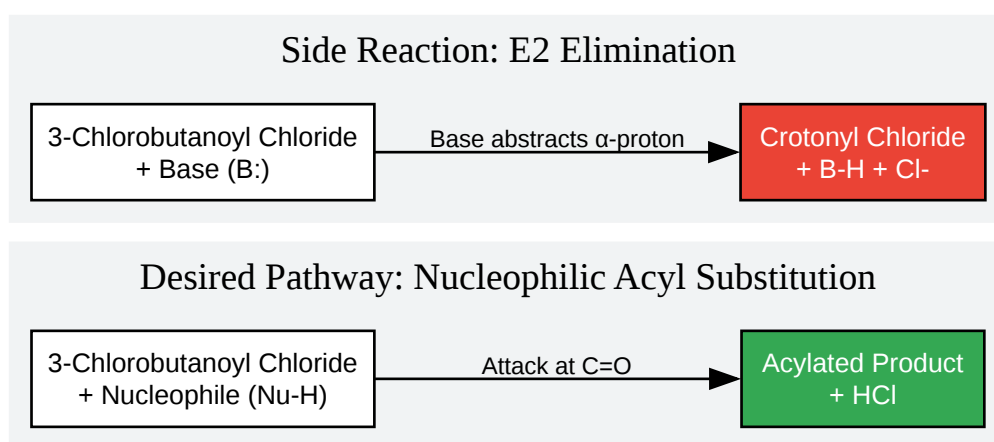 Side Reaction: E2 Elimination
3-Chlorobutanoyl Chloride
+ Base (B:)
Base abstracts α-proton
Crotonyl Chloride
+ B-H + Cl-
Desired Pathway: Nucleophilic Acyl Substitution
3-Chlorobutanoyl Chloride
+ Nucleophile (Nu-H)
Attack at C=O
Acylated Product
+ HCl